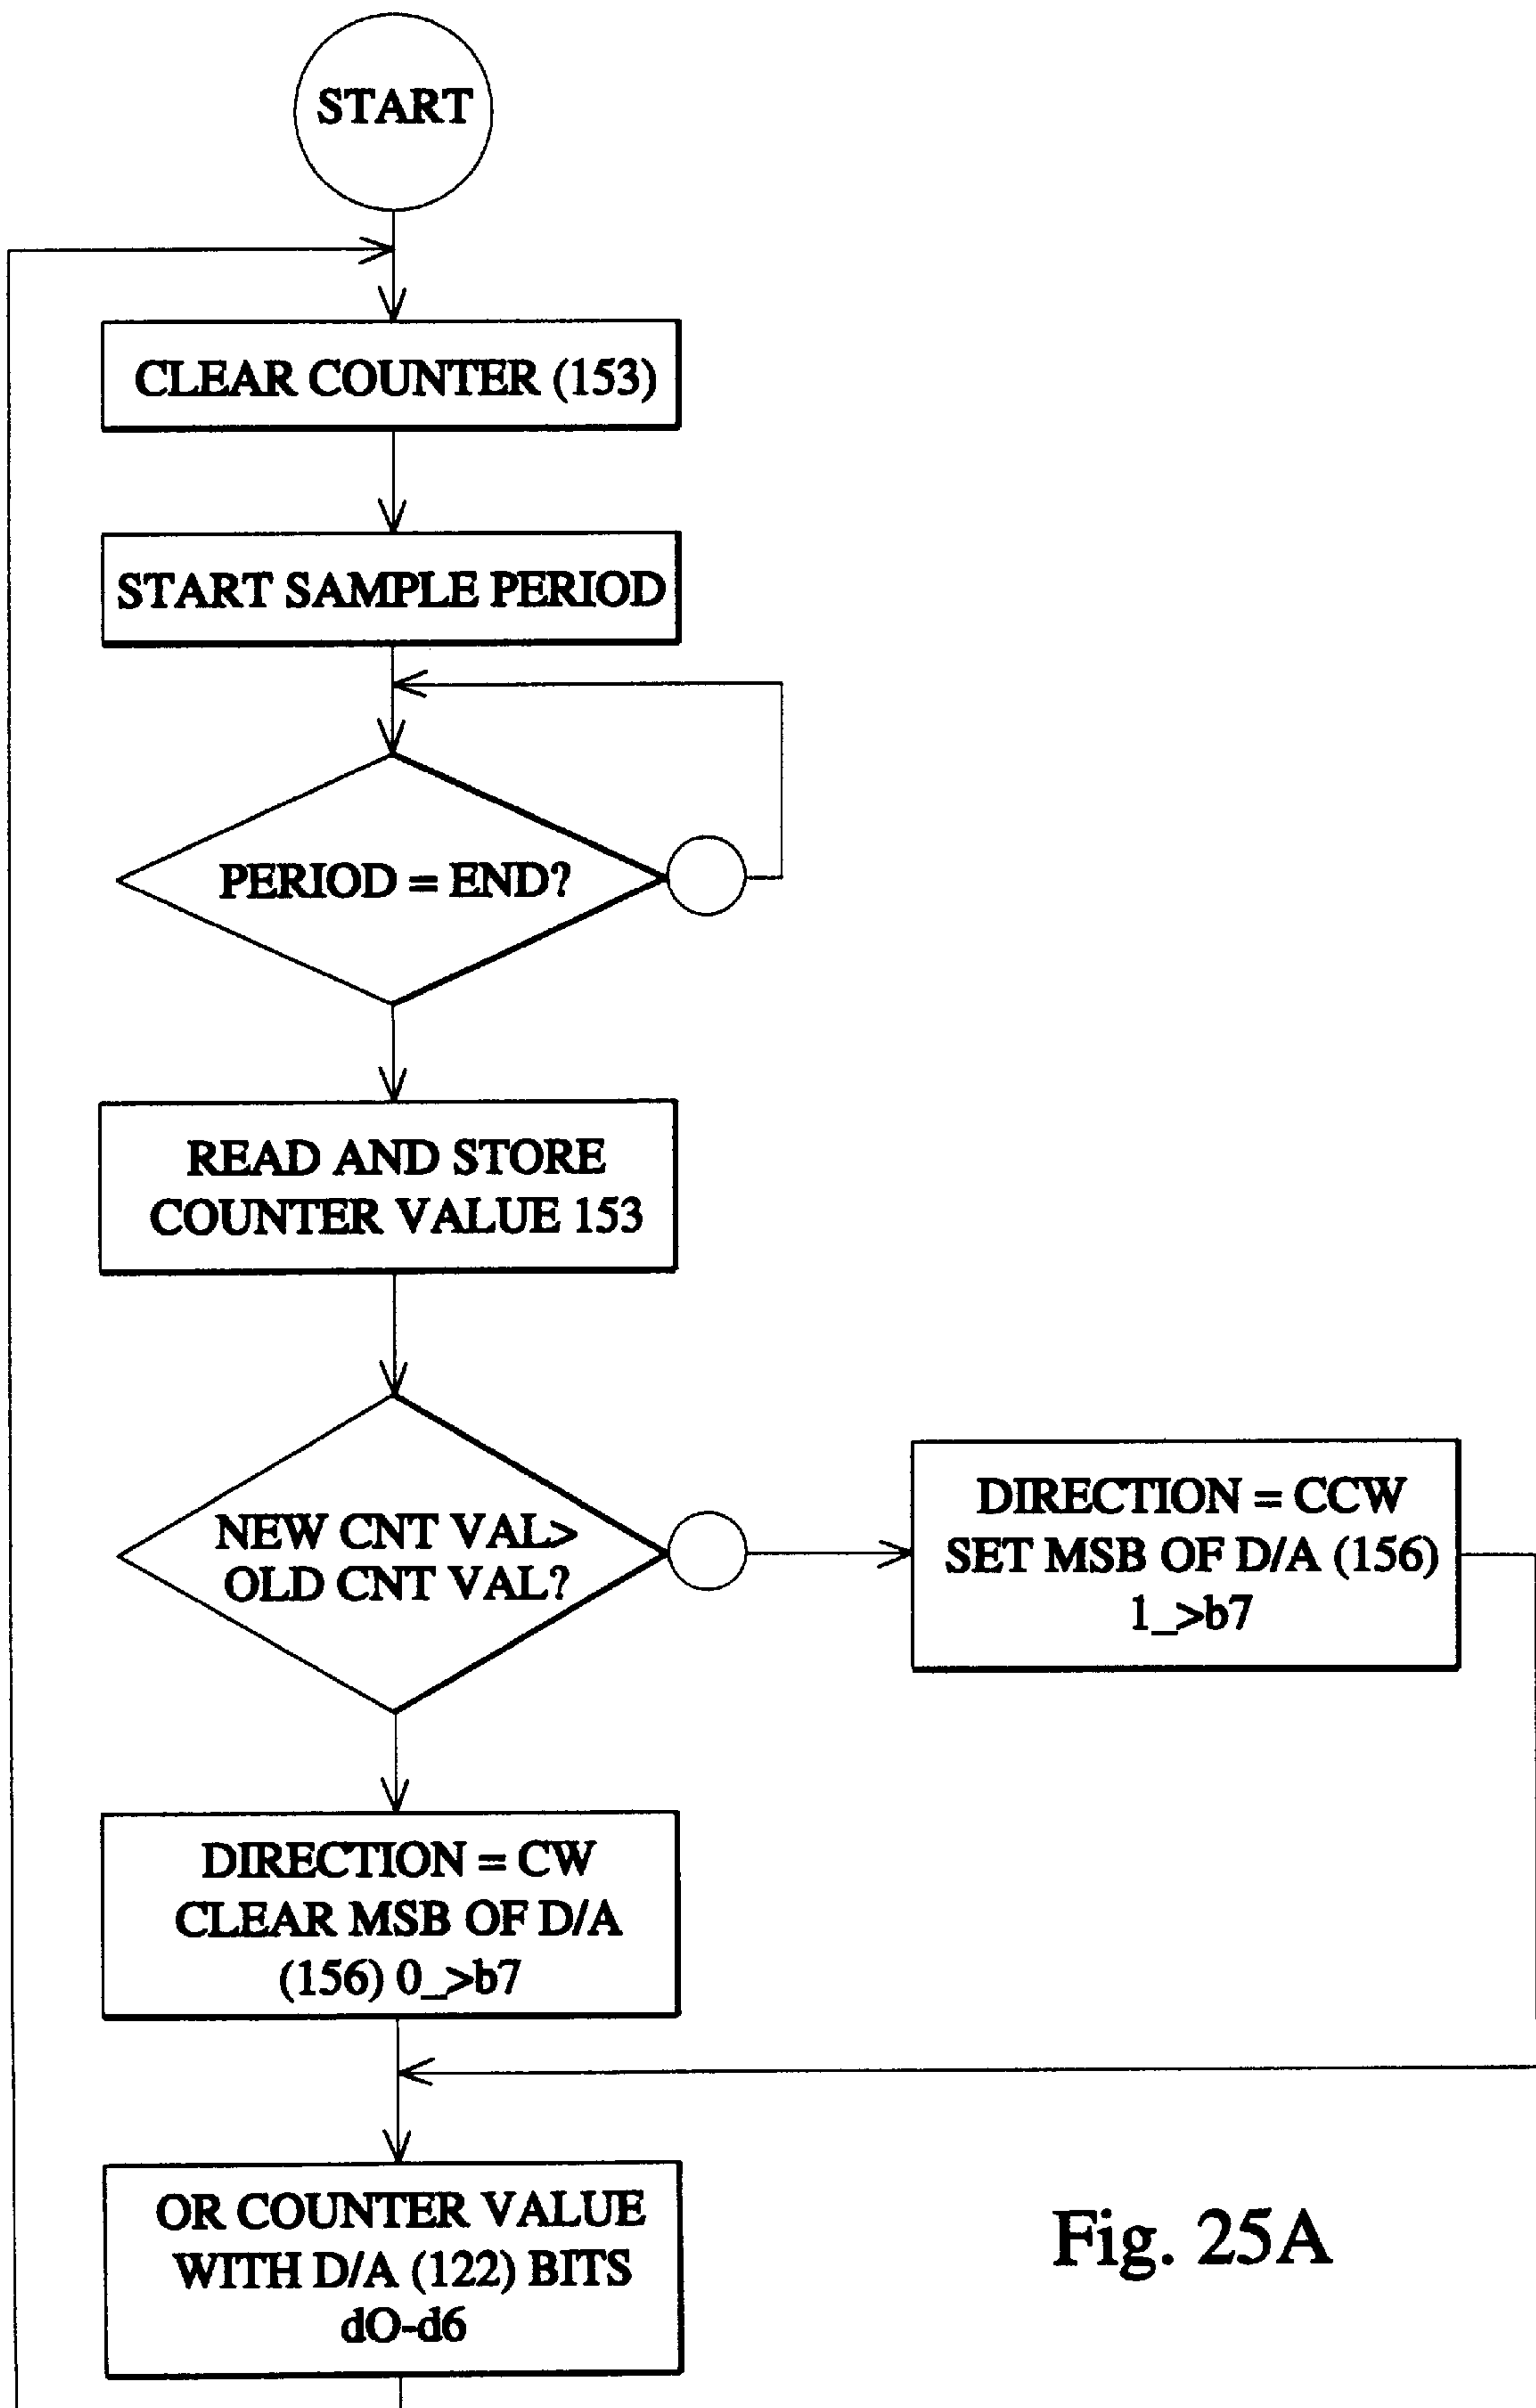 START
CLEAR COUNTER (153)
START SAMPLE PERIOD
PERIOD = END?
READ AND STORE
COUNTER VALUE 153
NEW CNT VAL>
OLD CNT VAL?
DIRECTION = CCW
SET MSB OF D/A (156)
1_>b7
DIRECTION = CW
CLEAR MSB OF D/A
(156) 0_>b7
OR COUNTER VALUE
WITH D/A (122) BITS
dO-d6
Fig. 25A